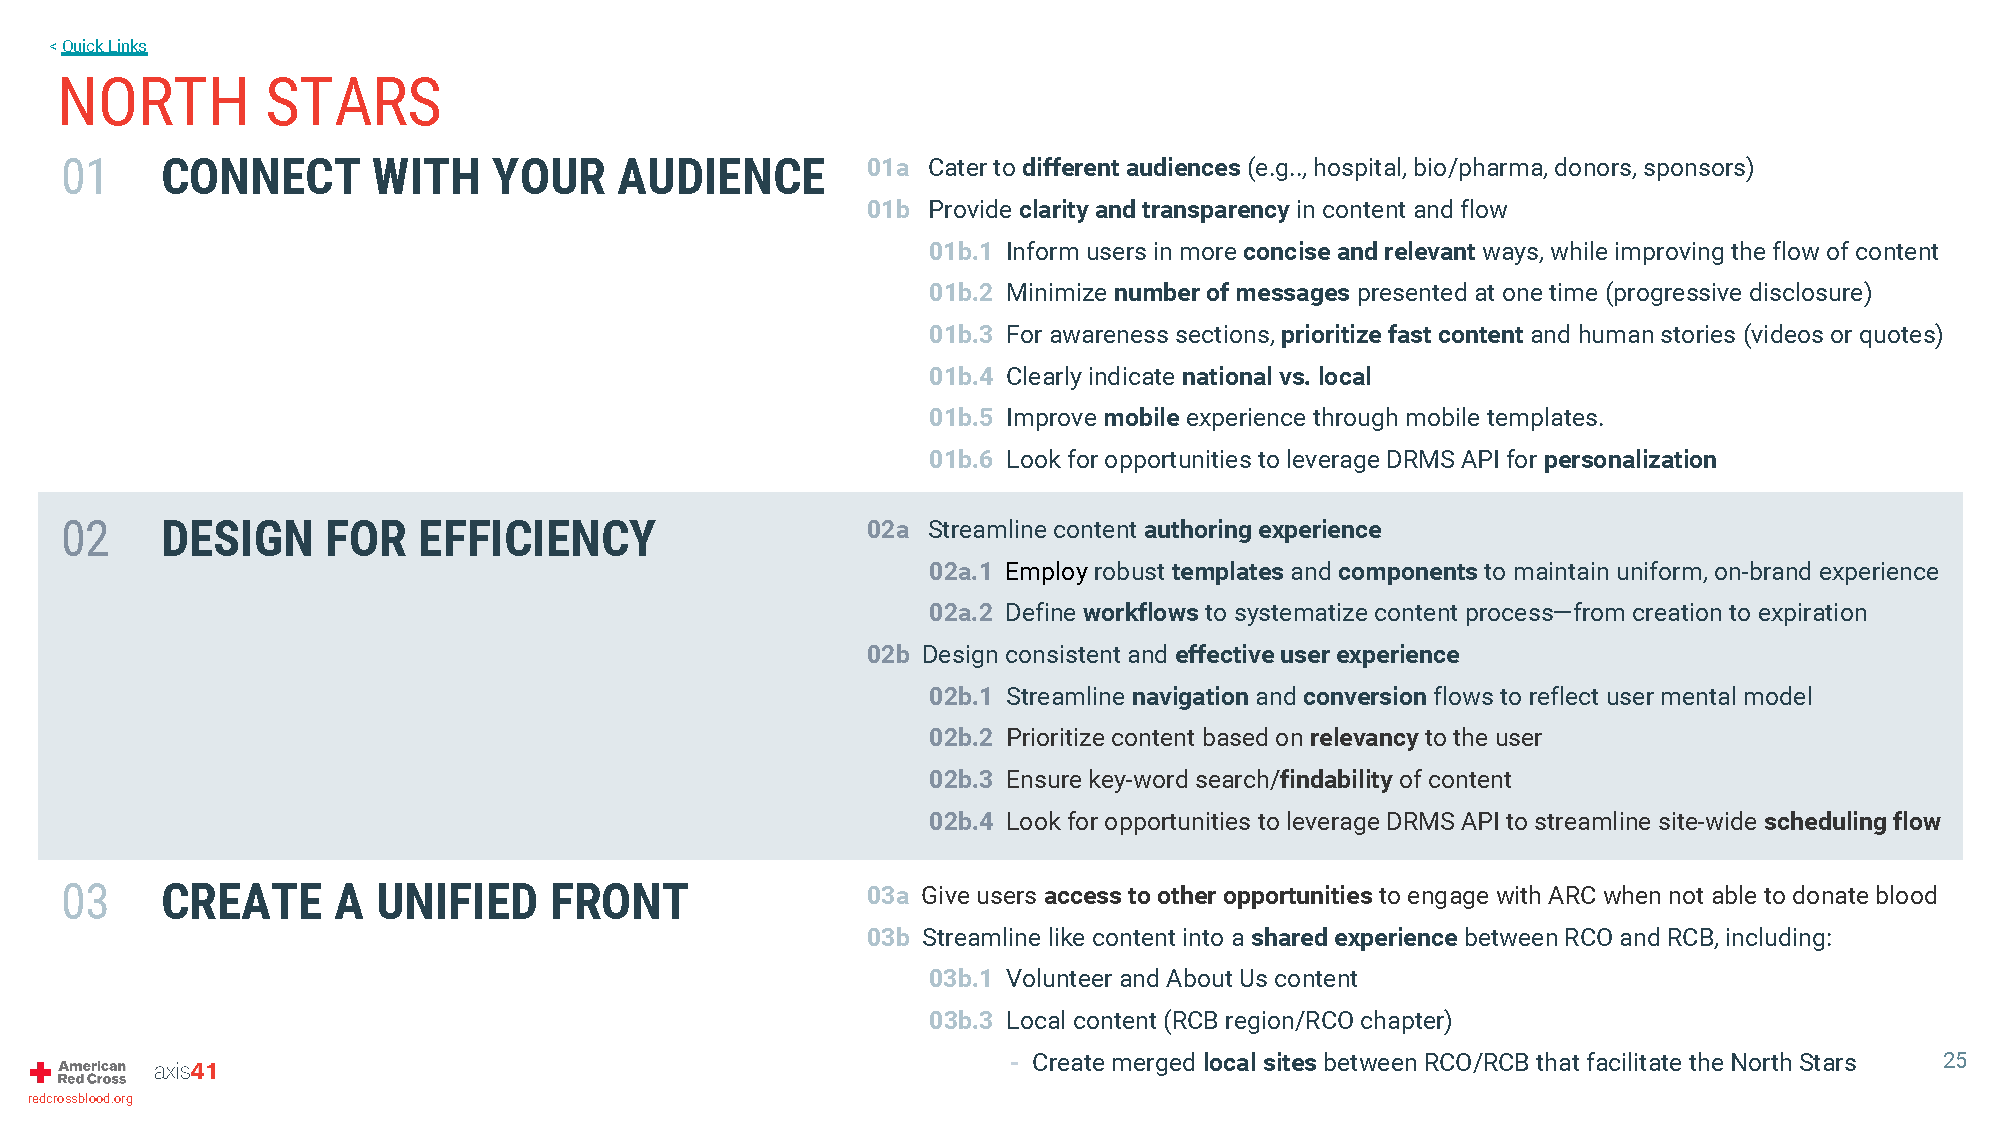 < Quick Links
NORTH STARS
01 CONNECT WITH YOUR AUDIENCE
01a Cater to different audiences (e.g.., hospital, bio/pharma, donors, sponsors)
01b Provide clarity and transparency in content and flow
01b.1 Inform users in more concise and relevant ways, while improving the flow of content
01b.2 Minimize number of messages presented at one time (progressive disclosure)
01b.3 For awareness sections, prioritize fast content and human stories (videos or quotes)
01b.4 Clearly indicate national vs. local
01b.5 Improve mobile experience through mobile templates.
01b.6 Look for opportunities to leverage DRMS API for personalization
02 DESIGN FOR EFFICIENCY
02a Streamline content authoring experience
02a.1 Employ robust templates and components to maintain uniform, on-brand experience
02a.2 Define workflows to systematize content process—from creation to expiration
02b Design consistent and effective user experience
02b.1 Streamline navigation and conversion flows to reflect user mental model
02b.2 Prioritize content based on relevancy to the user
02b.3 Ensure key-word search/findability of content
02b.4 Look for opportunities to leverage DRMS API to streamline site-wide scheduling flow
03 CREATE A UNIFIED FRONT
03a Give users access to other opportunities to engage with ARC when not able to donate blood
03b Streamline like content into a shared experience between RCO and RCB, including:
03b.1 Volunteer and About Us content
03b.3 Local content (RCB region/RCO chapter)
- Create merged local sites between RCO/RCB that facilitate the North Stars
American
Red Cross
axis41
redcrossblood.org
25